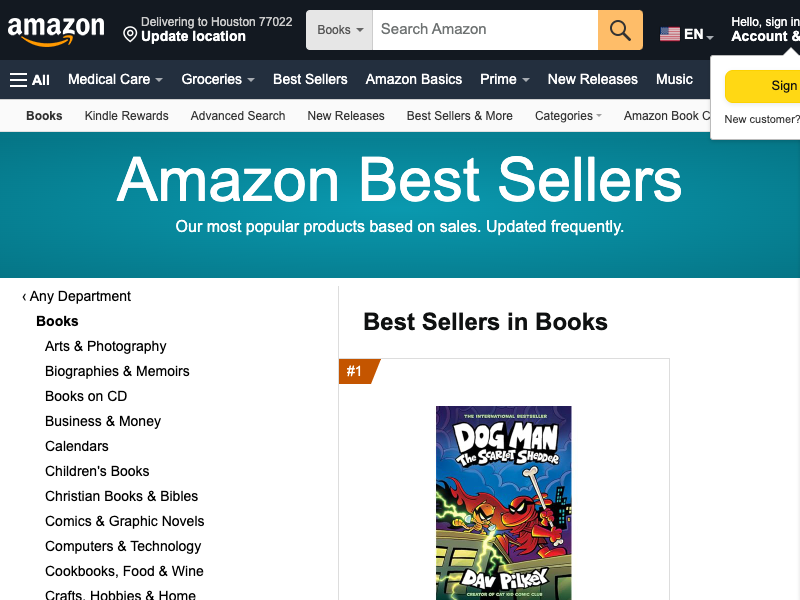 amazon
Delivering to Houston 77022
Update location
Books
Search Amazon
EN
Hello, sign in
Account &
All
Medical Care
Groceries
Best Sellers
Amazon Basics
Prime
New Releases
Music
Sign
New customer?
Books
Kindle Rewards
Advanced Search
New Releases
Best Sellers & More
Categories
Amazon Book C
Amazon Best Sellers
Our most popular products based on sales. Updated frequently.
‹ Any Department
Books
Arts & Photography
Biographies & Memoirs
Books on CD
Business & Money
Calendars
Children's Books
Christian Books & Bibles
Comics & Graphic Novels
Computers & Technology
Cookbooks, Food & Wine
Crafts, Hobbies & Home
Best Sellers in Books
#1
THE INTERNATIONAL BESTSELLER
DOG MAN
The Scarlet Shedder
DAV PILKEY
CREATOR OF CAT KID COMIC CLUB